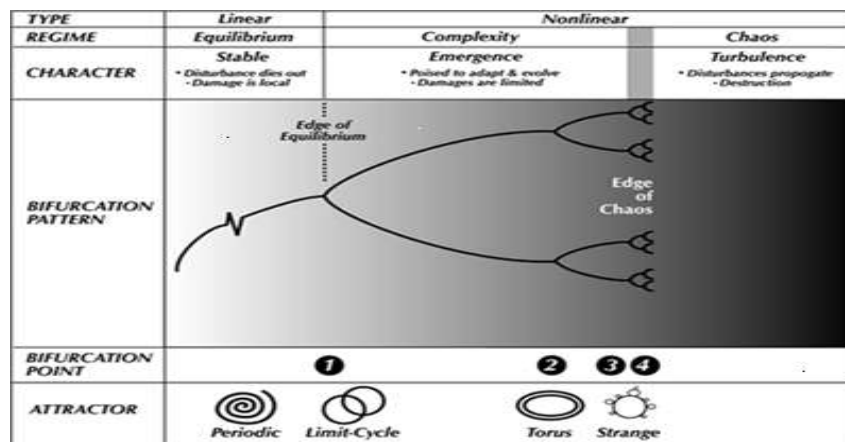 TYPE Linear Nonlinear
REGIME Equilibrium Complexity Chaos
CHARACTER
Stable
• Disturbance dies out
- Damage is local
Emergence
• Poised to adapt & evolve
- Damages are limited
Turbulence
• Disturbances propogate
- Destruction
BIFURCATION
PATTERN
Edge of
Equilibrium
Edge
of
Chaos
BIFURCATION
POINT
1 2 3 4
ATTRACTOR
Periodic Limit-Cycle Torus Strange